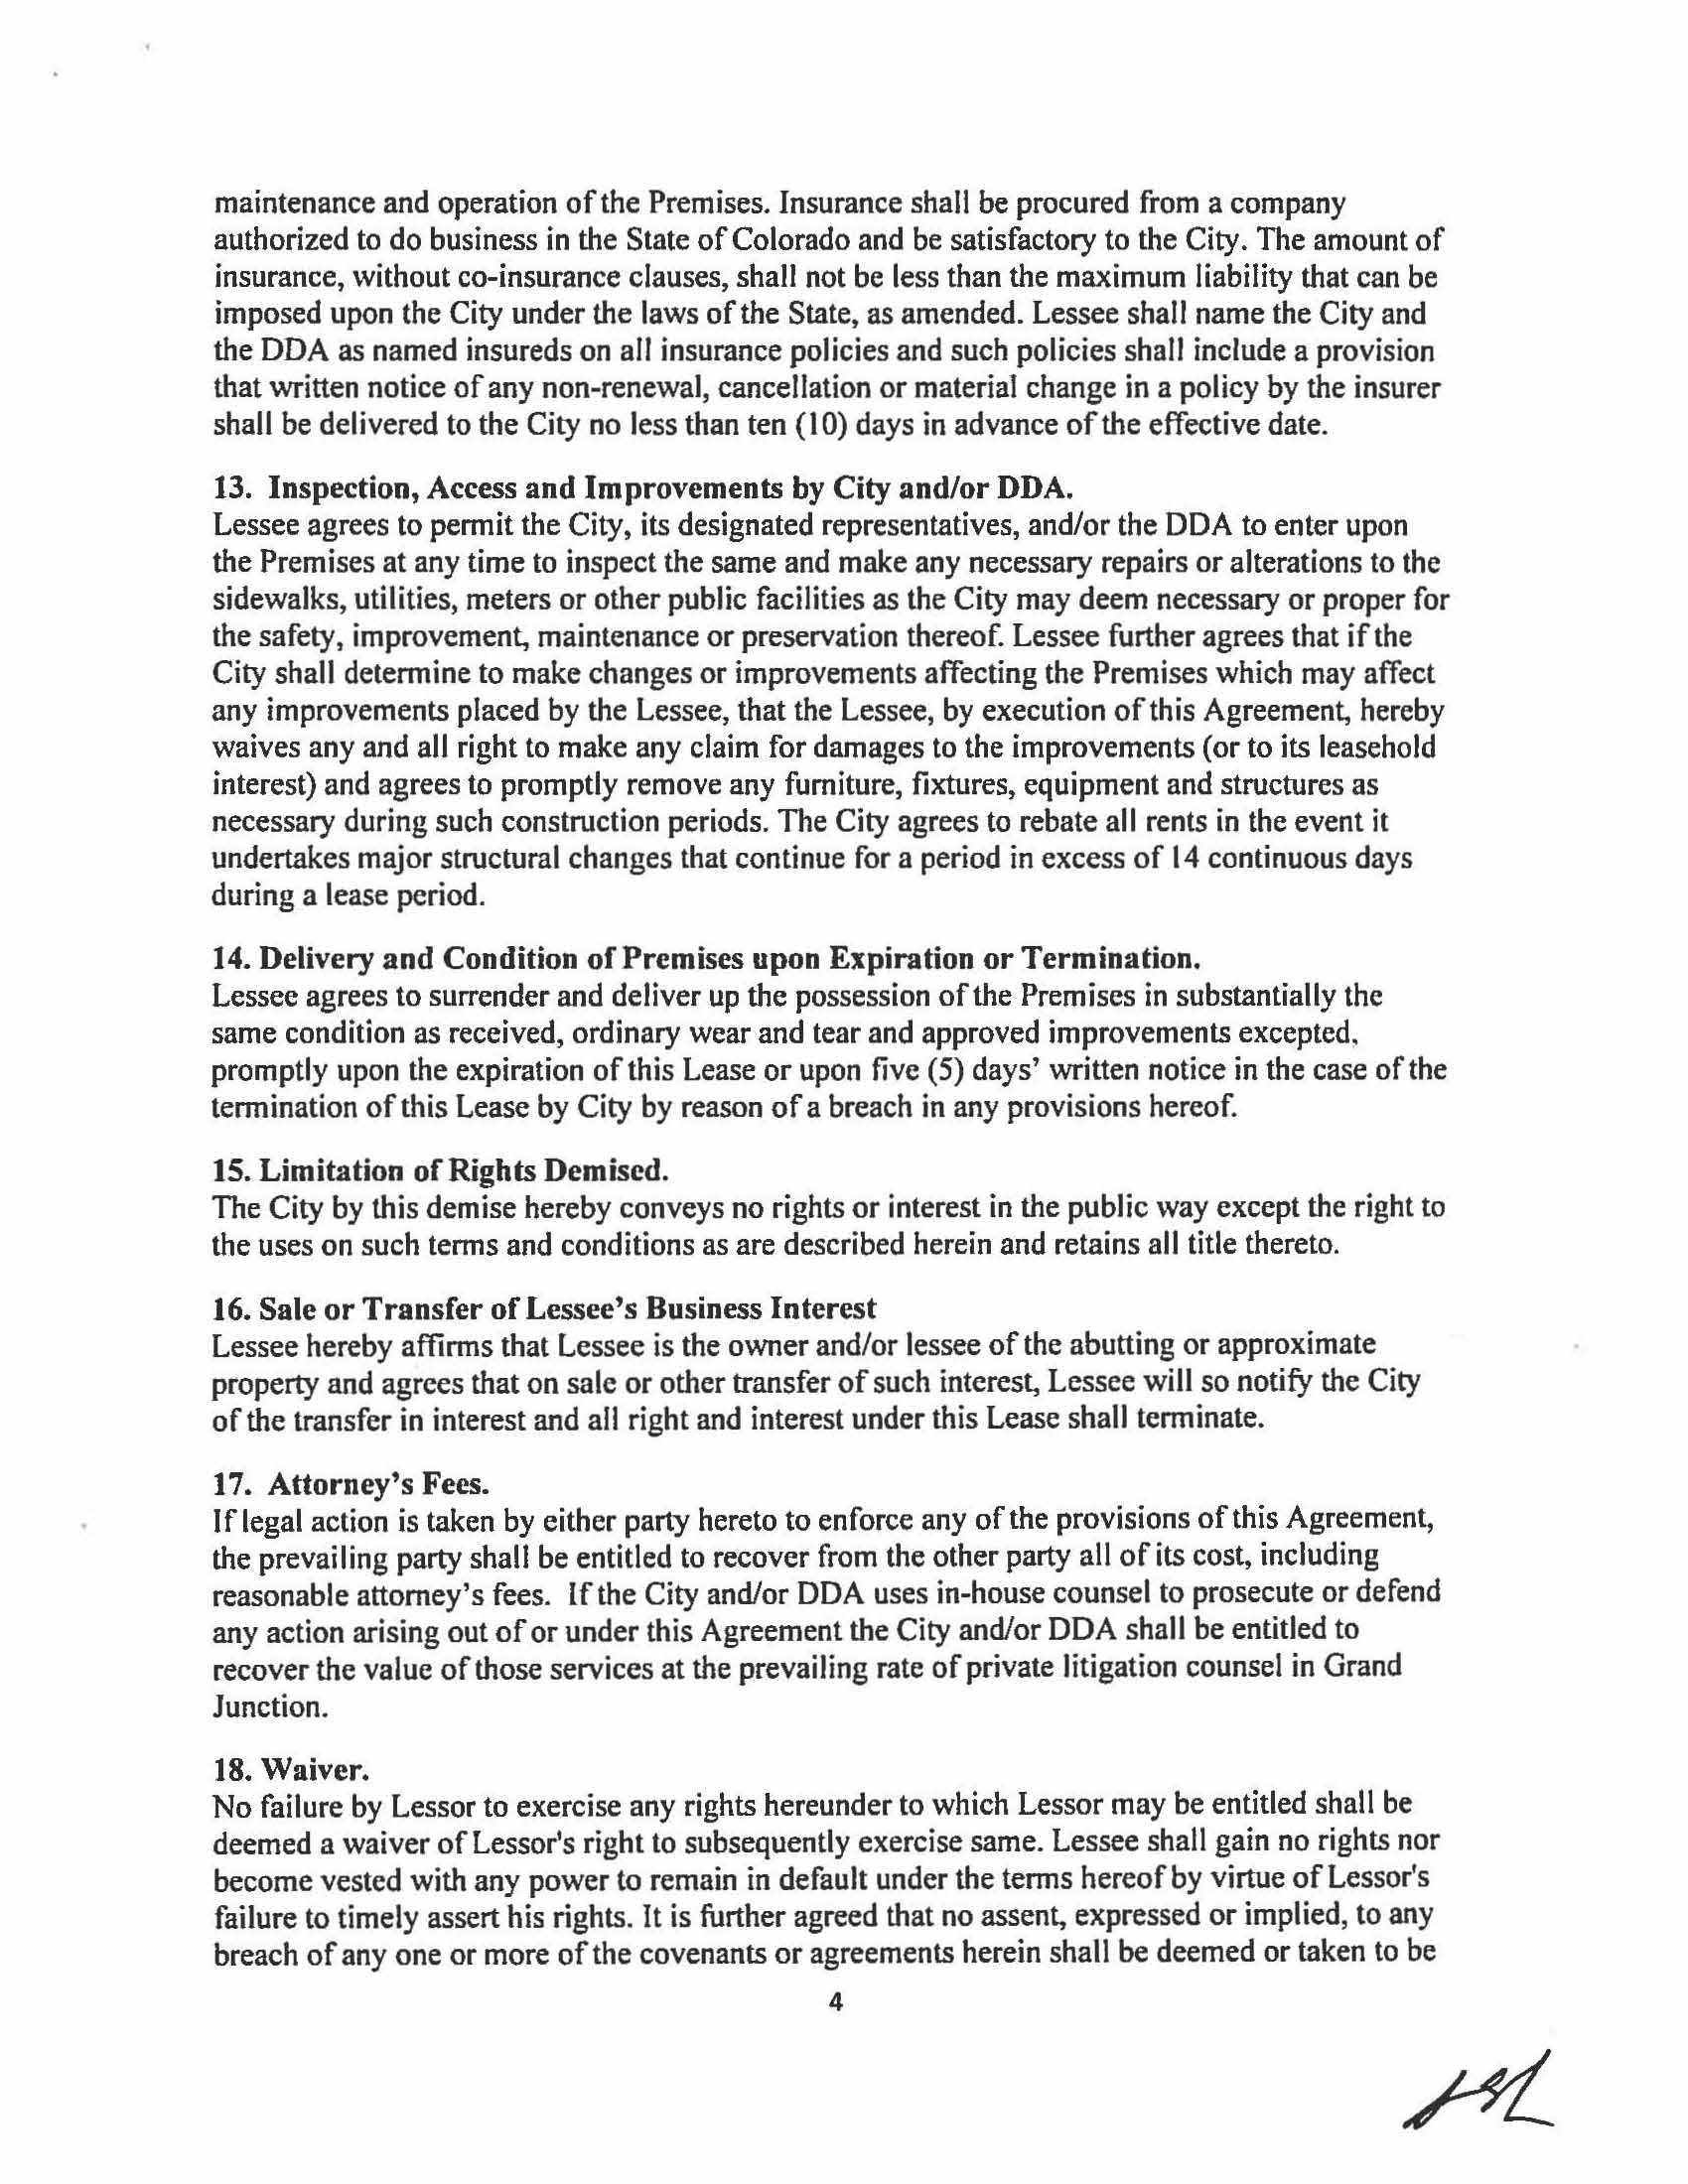 maintenance and operation of the Premises. Insurance shall be procured from a company
authorized to do business in the State of Colorado and be satisfactory to the City. The amount of
insurance, without co-insurance clauses, shall not be less than the maximum liability that can be
imposed upon the City under the laws of the State, as amended. Lessee shall name the City and
the DDA as named insureds on all insurance policies and such policies shall include a provision
that written notice of any non-renewal, cancellation or material change in a policy by the insurer
shall be delivered to the City no less than ten (10) days in advance of the effective date.
13. Inspection, Access and Improvements by City and/or DDA.
Lessee agrees to permit the City, its designated representatives, and/or the DDA to enter upon
the Premises at any time to inspect the same and make any necessary repairs or alterations to the
sidewalks, utilities, meters or other public facilities as the City may deem necessary or proper for
the safety, improvement, maintenance or preservation thereof. Lessee further agrees that if the
City shall determine to make changes or improvements affecting the Premises which may affect
any improvements placed by the Lessee, that the Lessee, by execution of this Agreement, hereby
waives any and all right to make any claim for damages to the improvements (or to its leasehold
interest) and agrees to promptly remove any furniture, fixtures, equipment and structures as
necessary during such construction periods. The City agrees to rebate all rents in the event it
undertakes major structural changes that continue for a period in excess of 14 continuous days
during a lease period.
14. Delivery and Condition of Premises upon Expiration or Termination.
Lessee agrees to surrender and deliver up the possession of the Premises in substantially the
same condition as received, ordinary wear and tear and approved improvements excepted,
promptly upon the expiration of this Lease or upon five (5) days' written notice in the case of the
termination of this Lease by City by reason of a breach in any provisions hereof.
15. Limitation of Rights Demised.
The City by this demise hereby conveys no rights or interest in the public way except the right to
the uses on such terms and conditions as are described herein and retains all title thereto.
16. Sale or Transfer of Lessee's Business Interest
Lessee hereby affirms that Lessee is the owner and/or lessee of the abutting or approximate
property and agrees that on sale or other transfer of such interest, Lessee will so notify the City
of the transfer in interest and all right and interest under this Lease shall terminate.
17. Attorney's Fees.
If legal action is taken by either party hereto to enforce any of the provisions of this Agreement,
the prevailing party shall be entitled to recover from the other party all of its cost, including
reasonable attorney's fees. If the City and/or DDA uses in-house counsel to prosecute or defend
any action arising out of or under this Agreement the City and/or DDA shall be entitled to
recover the value of those services at the prevailing rate of private litigation counsel in Grand
Junction.
18. Waiver.
No failure by Lessor to exercise any rights hereunder to which Lessor may be entitled shall be
deemed a waiver of Lessor's right to subsequently exercise same. Lessee shall gain no rights nor
become vested with any power to remain in default under the terms hereof by virtue of Lessor's
failure to timely assert his rights. It is further agreed that no assent, expressed or implied, to any
breach of any one or more of the covenants or agreements herein shall be deemed or taken to be
4